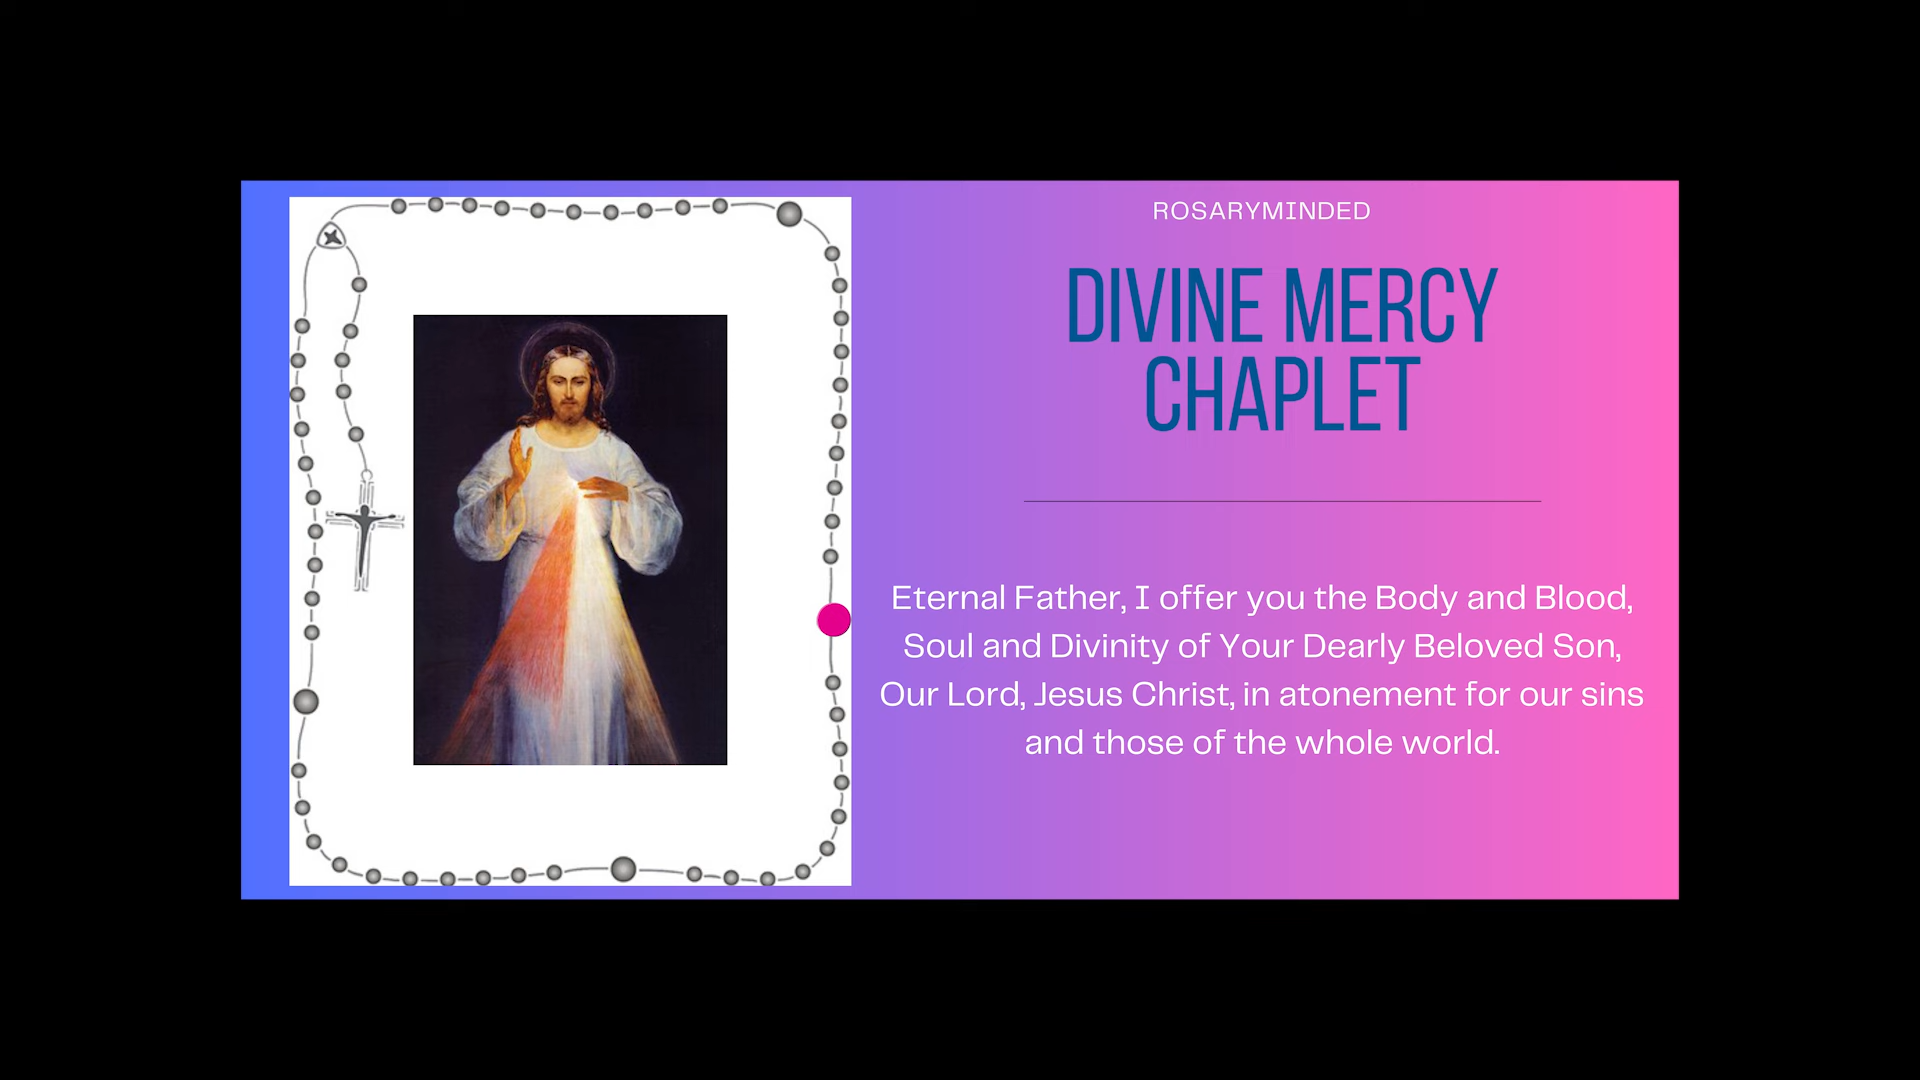 ROSARYMINDED
DIVINE MERCY
CHAPLET
Eternal Father, I offer you the Body and Blood,
Soul and Divinity of Your Dearly Beloved Son,
Our Lord, Jesus Christ, in atonement for our sins
and those of the whole world.